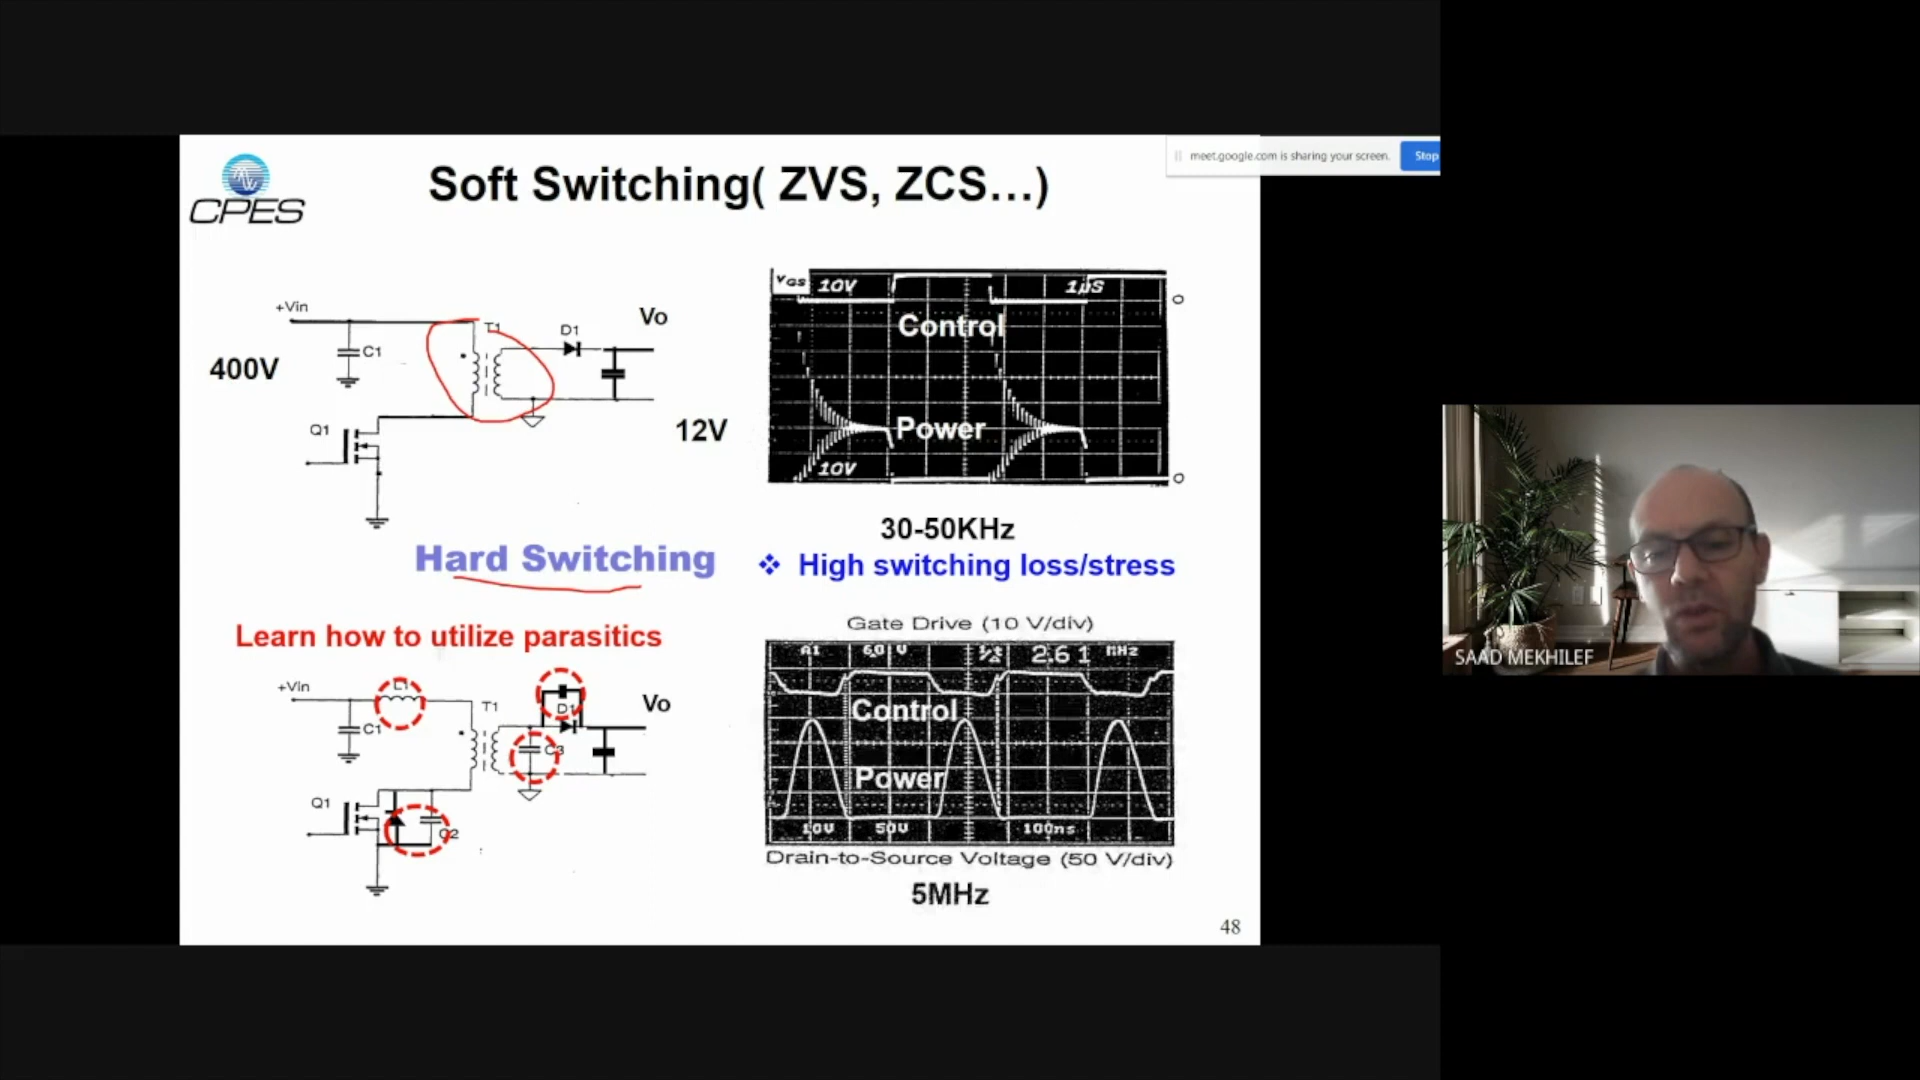 CPES
Soft Switching( ZVS, ZCS...)
meet.google.com is sharing your screen.
Stop
+Vin
C1
T1
D1
Vo
400V
Q1
12V
VGS
10V
1µS
Control
Power
10V
30-50KHz
Hard Switching
❖ High switching loss/stress
Learn how to utilize parasitics
+Vin
L1
C1
T1
D1
C3
Vo
Q1
C2
Gate Drive (10 V/div)
A1
6.0 V
2.61 MHz
Control
Power
10V
50V
100ns
Drain-to-Source Voltage (50 V/div)
5MHz
48
SAAD MEKHILEF